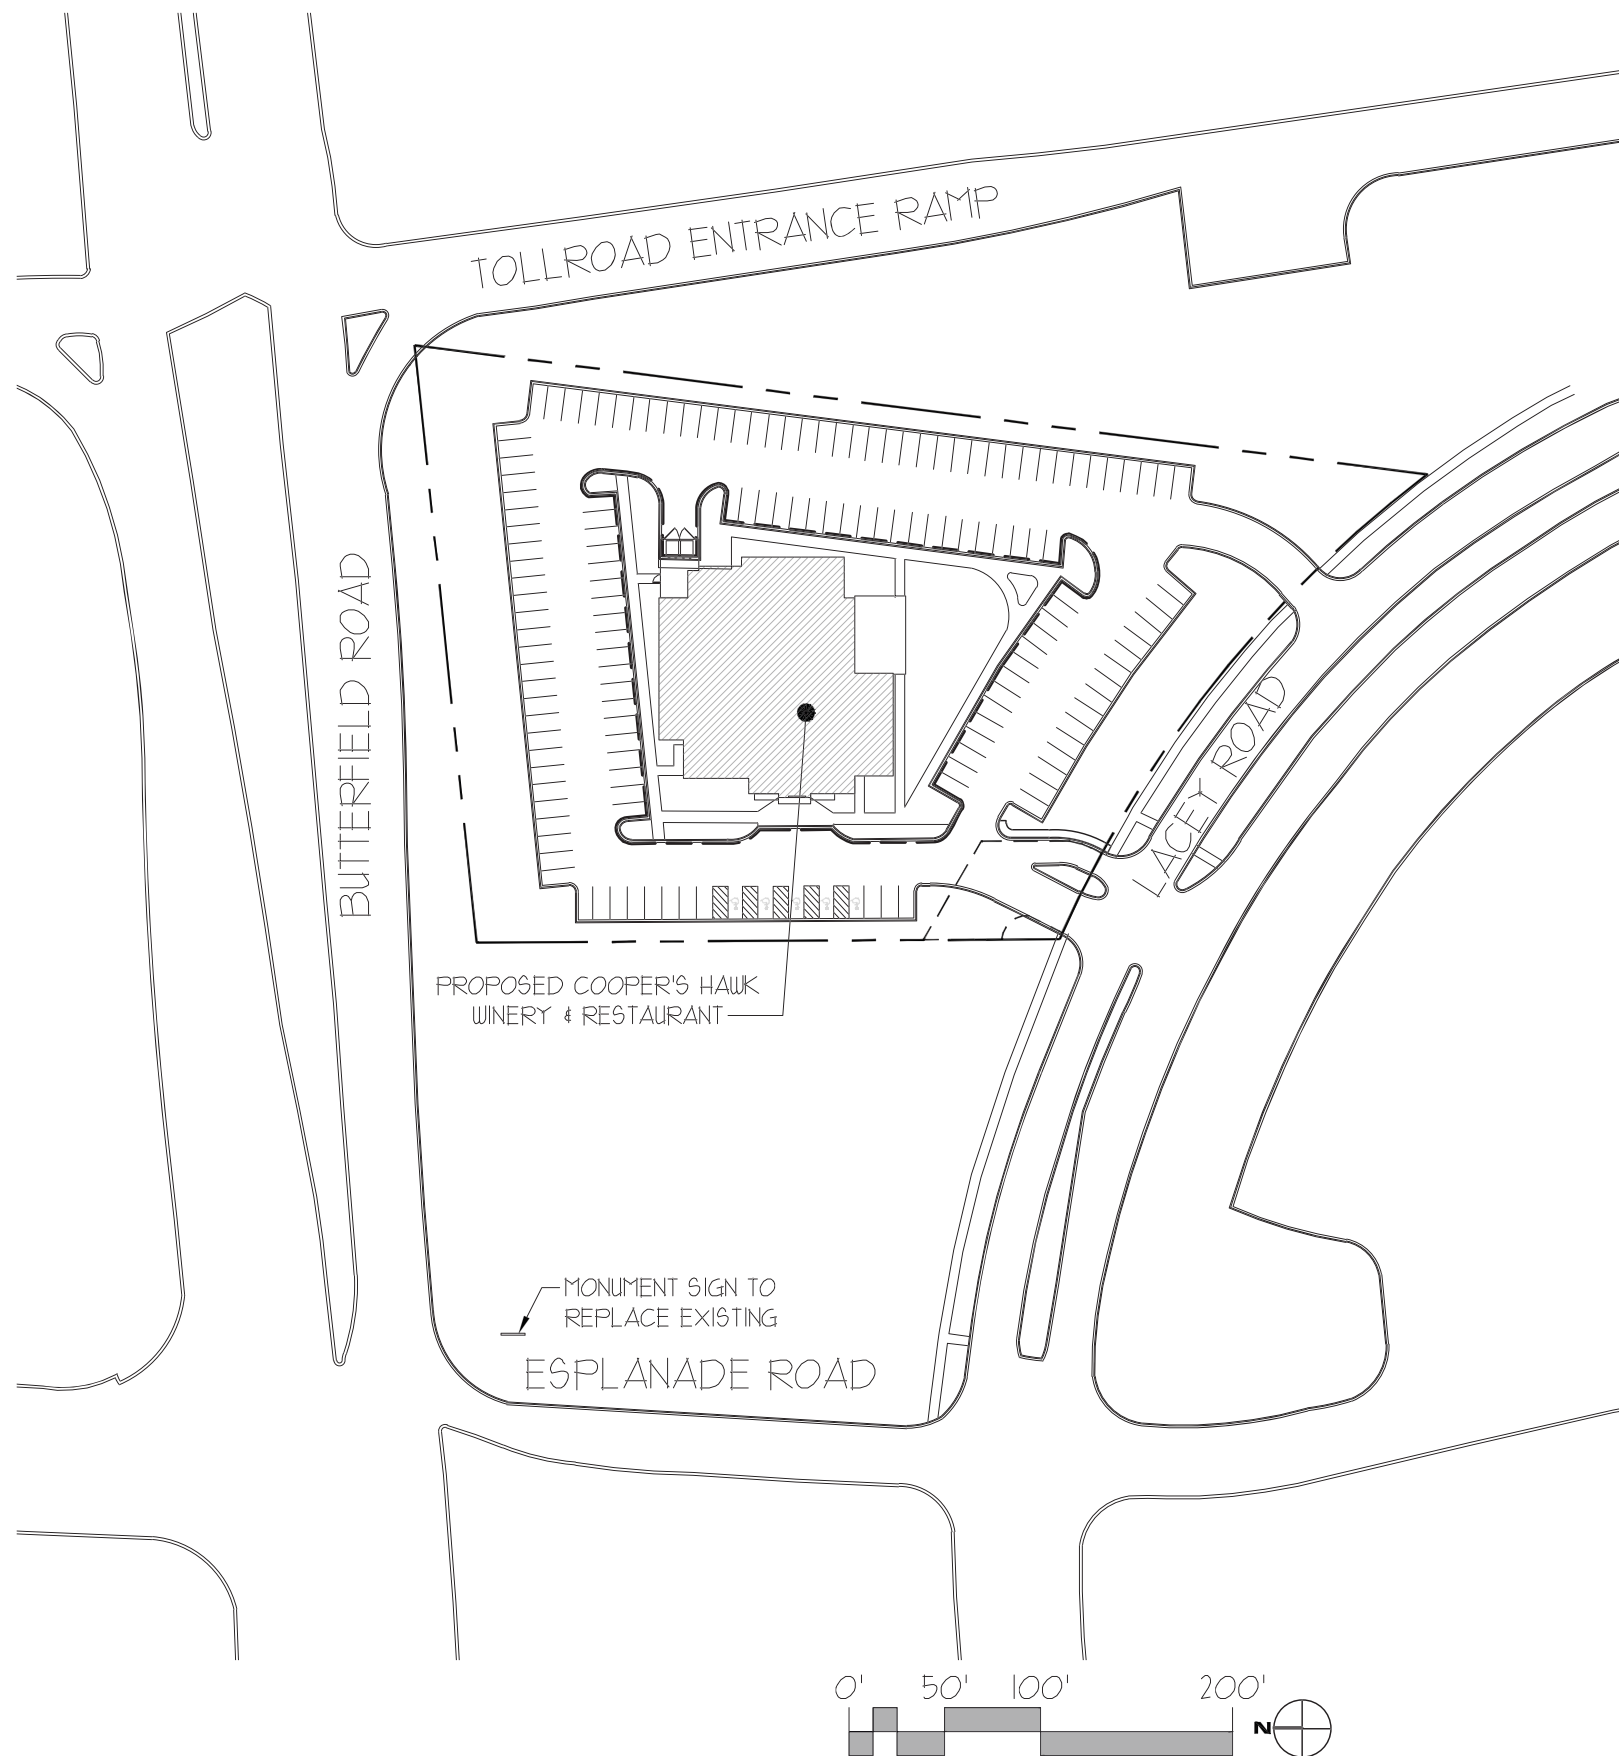 TOLLROAD ENTRANCE RAMP
BUTTERFIELD ROAD
LACEY ROAD
PROPOSED COOPER'S HAWK
WINERY & RESTAURANT
MONUMENT SIGN TO
REPLACE EXISTING
ESPLANADE ROAD
0' 50' 100' 200'
N